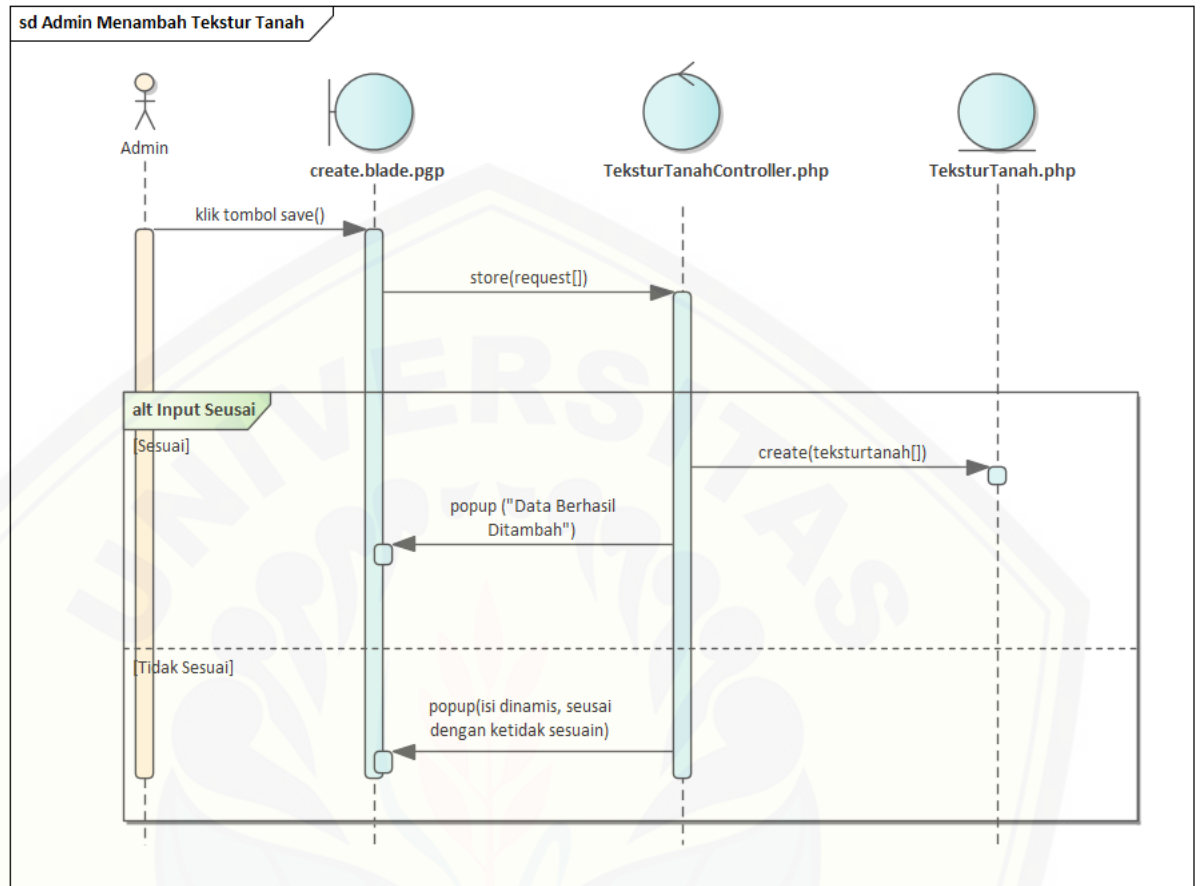 sd Admin Menambah Tekstur Tanah
Admin
create.blade.pgp
TeksturTanahController.php
TeksturTanah.php
klik tombol save()
store(request[])
alt Input Seusai
[Sesuai]
create(teksturtanah[])
popup ("Data Berhasil
Ditambah")
[Tidak Sesuai]
popup(isi dinamis, seusai
dengan ketidak sesuain)
UNIVERSITAS